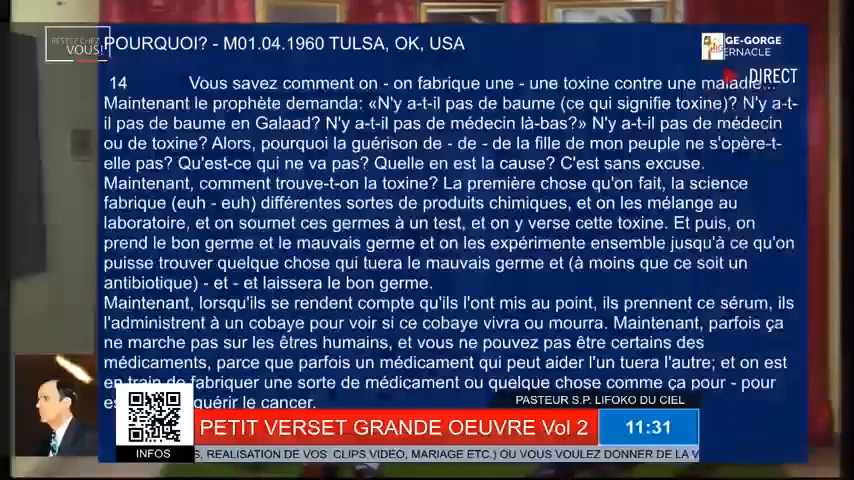 RESTEZ CHEZ
VOUS!
POURQUOI? - M01.04.1960 TULSA, OK, USA
GE-GORGE
ERNACLE
DIRECT
14 Vous savez comment on - on fabrique une - une toxine contre une maladie...
Maintenant le prophète demanda: «N'y a-t-il pas de baume (ce qui signifie toxine)? N'y a-t-
il pas de baume en Galaad? N'y a-t-il pas de médecin là-bas?» N'y a-t-il pas de médecin
ou de toxine? Alors, pourquoi la guérison de - de - de la fille de mon peuple ne s'opère-t-
elle pas? Qu'est-ce qui ne va pas? Quelle en est la cause? C'est sans excuse.
Maintenant, comment trouve-t-on la toxine? La première chose qu'on fait, la science
fabrique (euh - euh) différentes sortes de produits chimiques, et on les mélange au
laboratoire, et on soumet ces germes à un test, et on y verse cette toxine. Et puis, on
prend le bon germe et le mauvais germe et on les expérimente ensemble jusqu'à ce qu'on
puisse trouver quelque chose qui tuera le mauvais germe et (à moins que ce soit un
antibiotique) - et - et laissera le bon germe.
Maintenant, lorsqu'ils se rendent compte qu'ils l'ont mis au point, ils prennent ce sérum, ils
l'administrent à un cobaye pour voir si ce cobaye vivra ou mourra. Maintenant, parfois ça
ne marche pas sur les êtres humains, et vous ne pouvez pas être certains des
médicaments, parce que parfois un médicament qui peut aider l'un tuera l'autre; et on est
en train de fabriquer une sorte de médicament ou quelque chose comme ça pour - pour
quérir le cancer.
PASTEUR S.P. LIFOKO DU CIEL
PETIT VERSET GRANDE OEUVRE Vol 2
11:31
INFOS
S, REALISATION DE VOS CLIPS VIDEO, MARIAGE ETC.) OU VOUS VOULEZ DONNER DE LA V